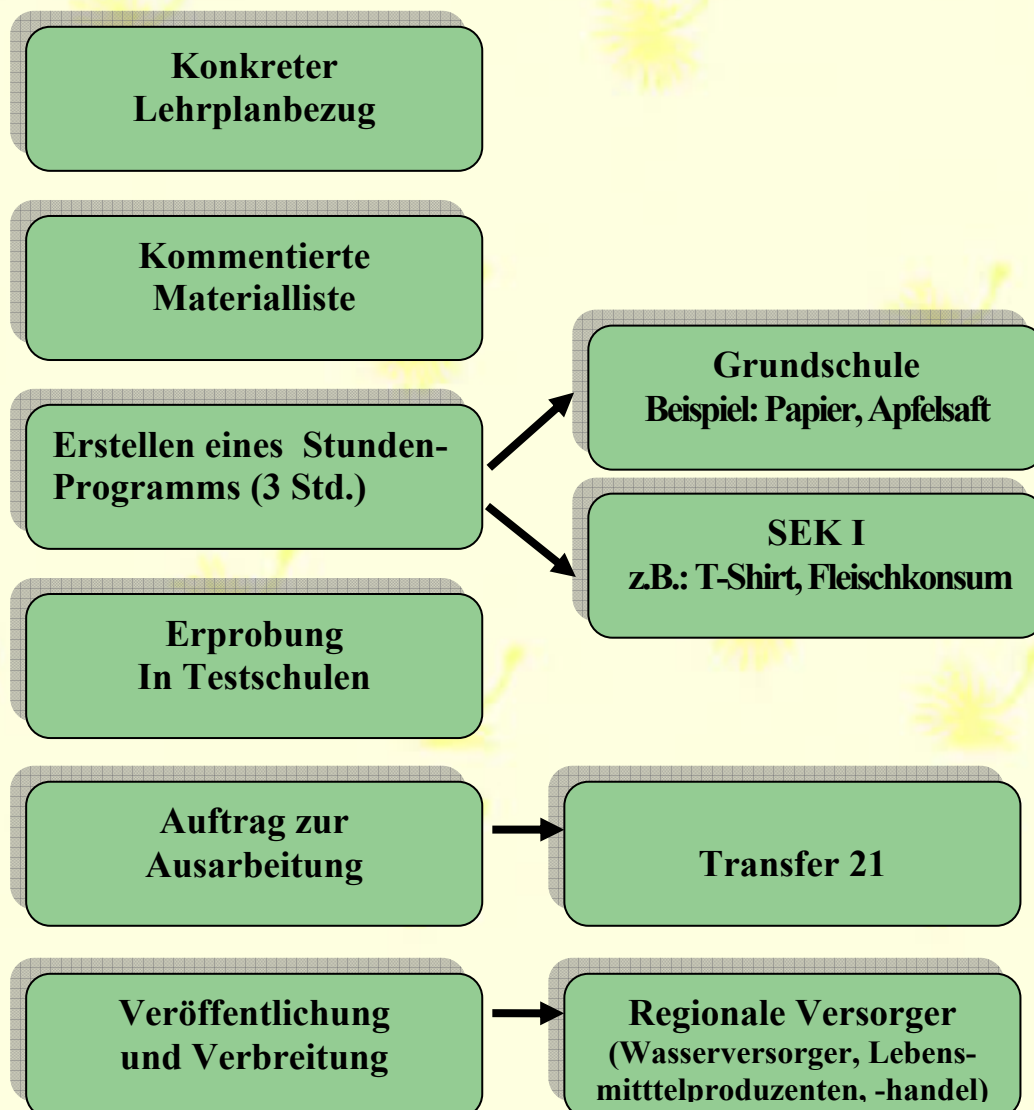 Konkreter
Lehrplanbezug
Kommentierte
Materialliste
Erstellen eines Stunden-
Programms (3 Std.)
Grundschule
Beispiel: Papier, Apfelsaft
SEK I
z.B.: T-Shirt, Fleischkonsum
Erprobung
In Testschulen
Auftrag zur
Ausarbeitung
Transfer 21
Veröffentlichung
und Verbreitung
Regionale Versorger
(Wasserversorger, Lebens-
mitttelproduzenten, -handel)